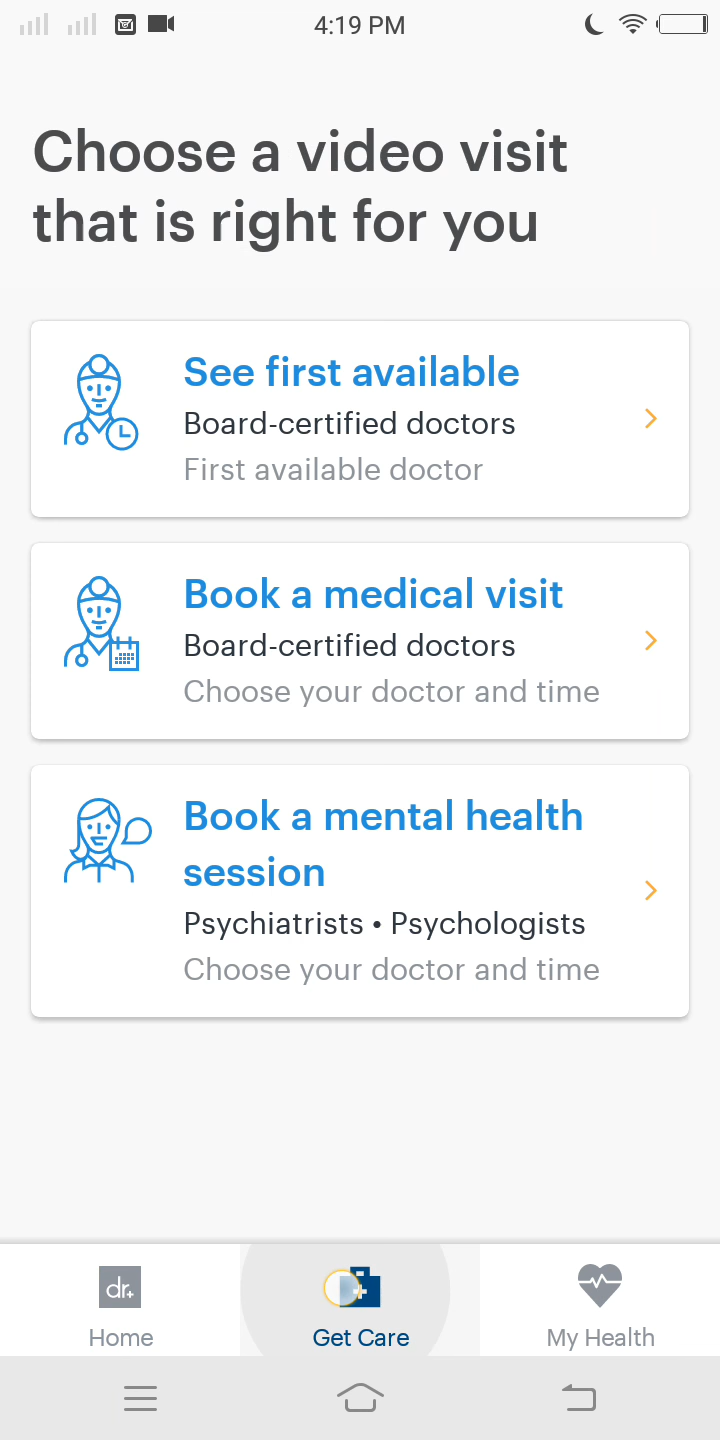 4:19 PM
Choose a video visit
that is right for you
See first available
Board-certified doctors
First available doctor
Book a medical visit
Board-certified doctors
Choose your doctor and time
Book a mental health
session
Psychiatrists • Psychologists
Choose your doctor and time
dr+
Home
Get Care
My Health